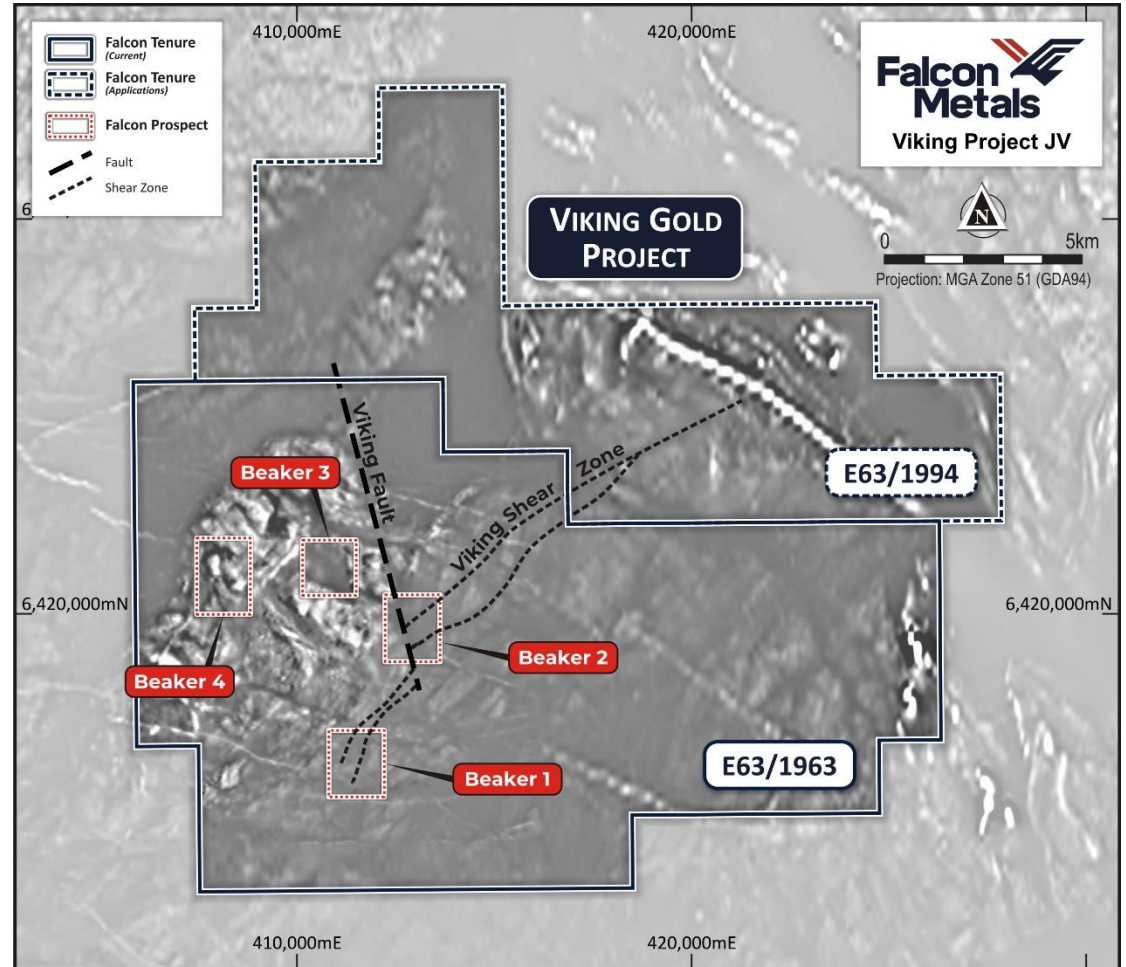 410,000mE
420,000mE
Falcon Tenure
(Current)
Falcon Tenure
(Applications)
Falcon Prospect
Fault
Shear Zone
Falcon
Metals
Viking Project JV
N
0 5km
Projection: MGA Zone 51 (GDA94)
VIKING GOLD
PROJECT
Viking Fault
Viking Shear Zone
E63/1994
Beaker 3
6,420,000mN
6,420,000mN
Beaker 2
Beaker 4
Beaker 1
E63/1963
410,000mE
420,000mE